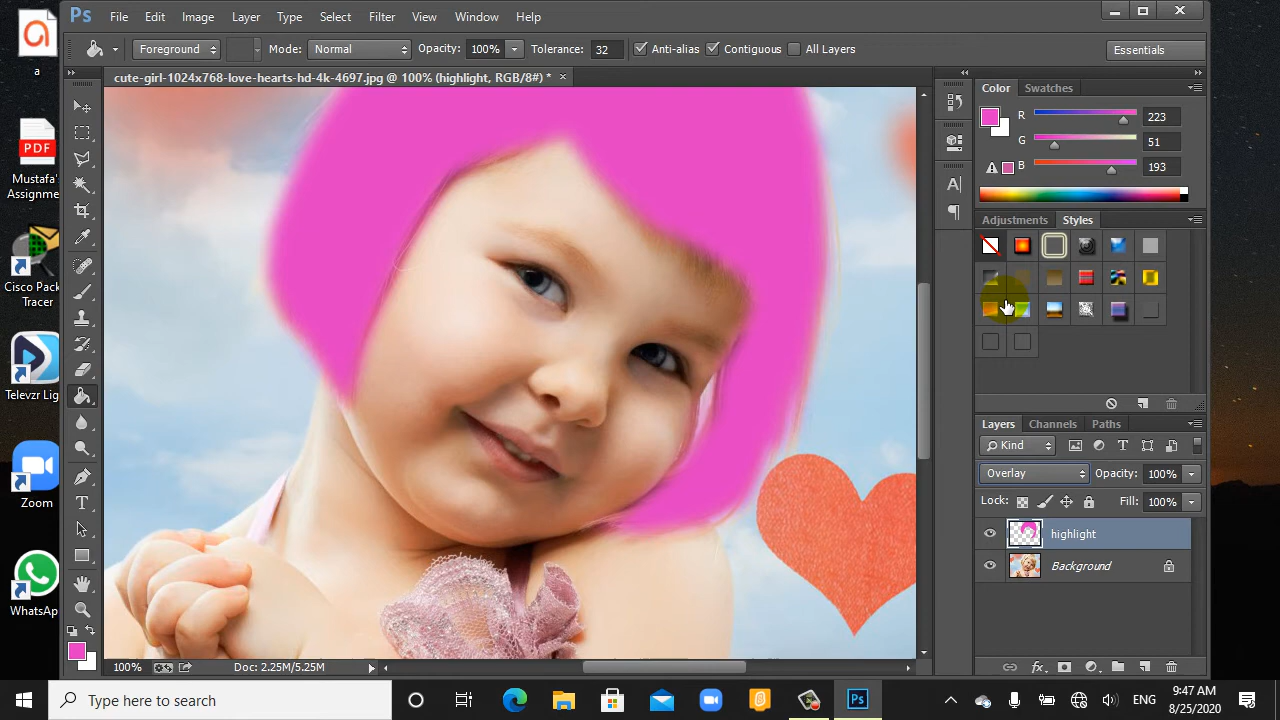 a
PDF
Mustafa'
Assignme
Cisco Pack
Tracer
Televzr Lig
Zoom
WhatsAp
Ps File Edit Image Layer Type Select Filter View Window Help
Foreground Mode: Normal Opacity: 100% Tolerance: 32 Anti-alias Contiguous All Layers Essentials
cute-girl-1024x768-love-hearts-hd-4k-4697.jpg @ 100% (highlight, RGB/8#) * ×
Color Swatches
R 223
G 51
B 193
Adjustments Styles
Layers Channels Paths
Kind
Overlay Opacity: 100%
Lock: Fill: 100%
highlight
Background
100% Doc: 2.25M/5.25M
Type here to search
ENG
9:47 AM
8/25/2020